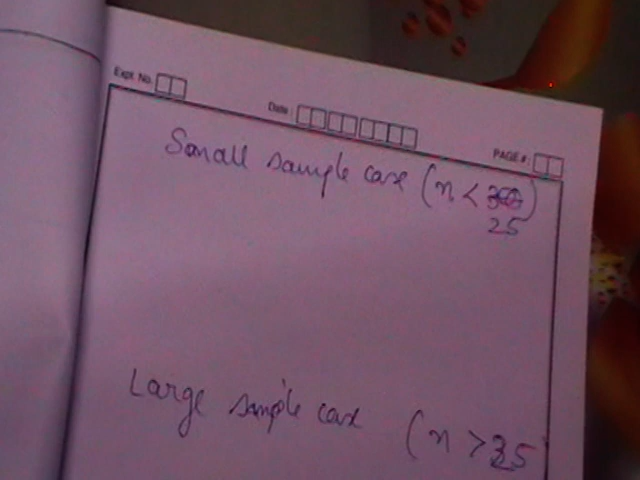 Expt. No.
Date :
PAGE #:
Small sample case (n <
25
Large sample case (n > 25